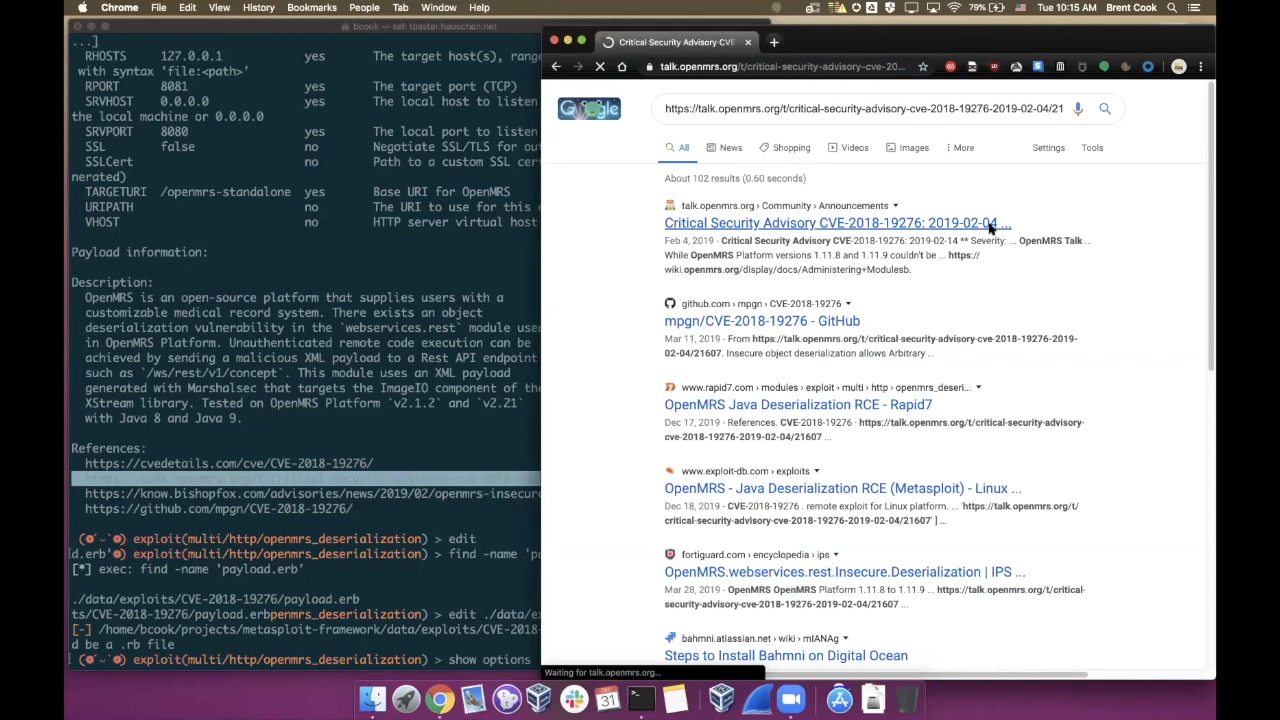 Chrome File Edit View History Bookmarks People Tab Window Help 79% Tue 10:15 AM Brent Cook
bcook — ssh toaster.hauschen.net
...]
RHOSTS 127.0.0.1 yes The target host(s), range
with syntax 'file:<path>'
RPORT 8081 yes The target port (TCP)
SRVHOST 0.0.0.0 yes The local host to listen
the local machine or 0.0.0.0
SRVPORT 8080 yes The local port to listen
SSL false no Negotiate SSL/TLS for out
SSLCert no Path to a custom SSL cert
nerated)
TARGETURI /openmrs-standalone yes Base URI for OpenMRS
URIPATH no The URI to use for this e
VHOST no HTTP server virtual host
Payload information:
Description:
OpenMRS is an open-source platform that supplies users with a
customizable medical record system. There exists an object
deserialization vulnerability in the `webservices.rest` module used
in OpenMRS Platform. Unauthenticated remote code execution can be
achieved by sending a malicious XML payload to a Rest API endpoint
such as `/ws/rest/v1/concept`. This module uses an XML payload
generated with Marshalsec that targets the ImageIO component of the
XStream library. Tested on OpenMRS Platform `v2.1.2` and `v2.21`
with Java 8 and Java 9.
References:
https://cvedetails.com/cve/CVE-2018-19276/
https://know.bishopfox.com/advisories/news/2019/02/openmrs-insecure
https://github.com/mpgn/CVE-2018-19276/
exploit(multi/http/openmrs_deserialization) > edit
d.erb' exploit(multi/http/openmrs_deserialization) > find -name 'pa
[*] exec: find -name 'payload.erb'
./data/exploits/CVE-2018-19276/payload.erb
ts/CVE-2018-19276/payload.erbpenmrs_deserialization) > edit ./data/ex
[-] /home/bcook/projects/metasploit-framework/data/exploits/CVE-2018-
d be a .rb file
exploit(multi/http/openmrs_deserialization) > show options
Critical Security Advisory CV
talk.openmrs.org/t/critical-security-advisory-cve-20...
Google
https://talk.openmrs.org/t/critical-security-advisory-cve-2018-19276-2019-02-04/21
All News Shopping Videos Images More Settings Tools
About 102 results (0.60 seconds)
talk.openmrs.org › Community › Announcements
Critical Security Advisory CVE-2018-19276: 2019-02-04 ...
Feb 4, 2019 - Critical Security Advisory CVE-2018-19276: 2019-02-14 ** Severity: ... OpenMRS Talk ...
While OpenMRS Platform versions 1.11.8 and 1.11.9 couldn't be ... https://
wiki.openmrs.org/display/docs/Administering+Modulesb.
github.com › mpgn › CVE-2018-19276
mpgn/CVE-2018-19276 - GitHub
Mar 11, 2019 - From https://talk.openmrs.org/t/critical-security-advisory-cve-2018-19276-2019-
02-04/21607. Insecure object deserialization allows Arbitrary ...
www.rapid7.com › modules › exploit › multi › http › openmrs_deseri...
OpenMRS Java Deserialization RCE - Rapid7
Dec 17, 2019 - References. CVE-2018-19276 · https://talk.openmrs.org/t/critical-security-advisory-
cve-2018-19276-2019-02-04/21607 ...
www.exploit-db.com › exploits
OpenMRS - Java Deserialization RCE (Metasploit) - Linux ...
Dec 18, 2019 - CVE-2018-19276 . remote exploit for Linux platform. ... 'https://talk.openmrs.org/t/
critical-security-advisory-cve-2018-19276-2019-02-04/21607' ] ...
fortiguard.com › encyclopedia › ips
OpenMRS.webservices.rest.Insecure.Deserialization | IPS ...
Mar 28, 2019 - OpenMRS OpenMRS Platform 1.11.8 to 1.11.9 ... https://talk.openmrs.org/t/critical-
security-advisory-cve-2018-19276-2019-02-04/21607 ...
bahmni.atlassian.net › wiki › mIANAg
Steps to Install Bahmni on Digital Ocean
Waiting for talk.openmrs.org...
31